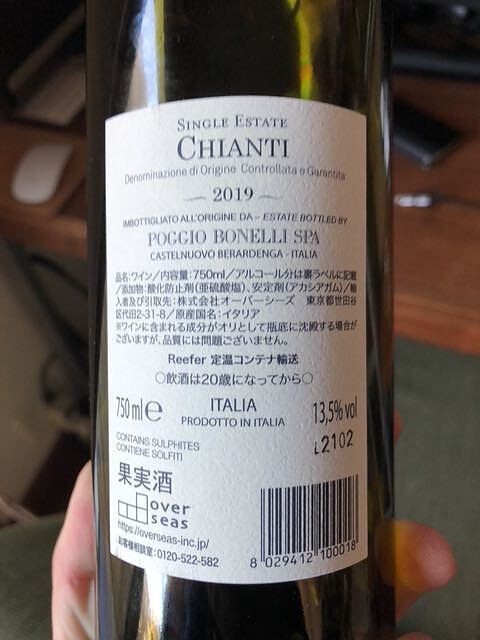 SINGLE ESTATE
CHIANTI
Denominazione di Origine Controllata e Garantita
2019
IMBOTTIGLIATO ALL'ORIGINE DA - ESTATE BOTTLED BY
POGGIO BONELLI SPA
CASTELNUOVO BERARDENGA - ITALIA
品名:ワイン/内容量:750ml/アルコール分は裏ラベルに記載
/添加物:酸化防止剤(亜硫酸塩)、安定剤(アカシアガム)/輸
入者及び引取先:株式会社オーバーシーズ 東京都世田谷
区代田2-31-8/原産国名:イタリア
※ワインに含まれる成分がオリとして瓶底に沈殿する場合が
ございますが、品質には問題ございません。
Reefer 定温コンテナ輸送
○飲酒は20歳になってから○
750 ml e
ITALIA
PRODOTTO IN ITALIA
13,5% vol
L2102
CONTAINS SULPHITES
CONTIENE SOLFITI
果実酒
over
seas
https://overseas-inc.jp/
お客様相談室:0120-522-582
8 029412 100018